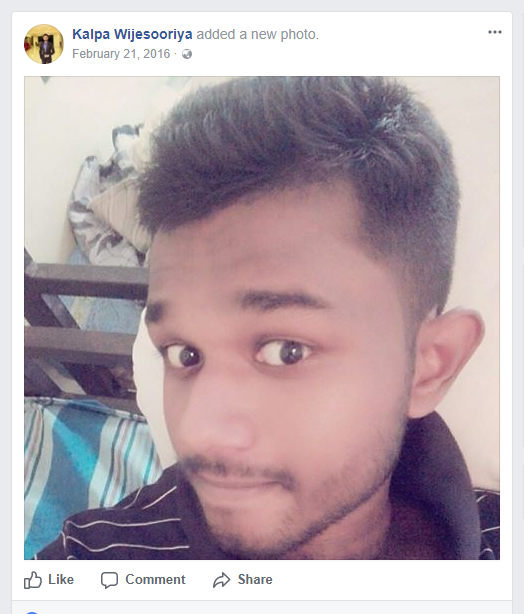 Kalpa Wijesooriya added a new photo.
February 21, 2016 ·
Like Comment Share